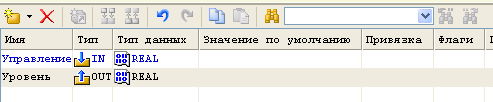 Имя Тип Тип данных Значение по умолчанию Привязка Флаги
Управление IN REAL
Уровень OUT REAL